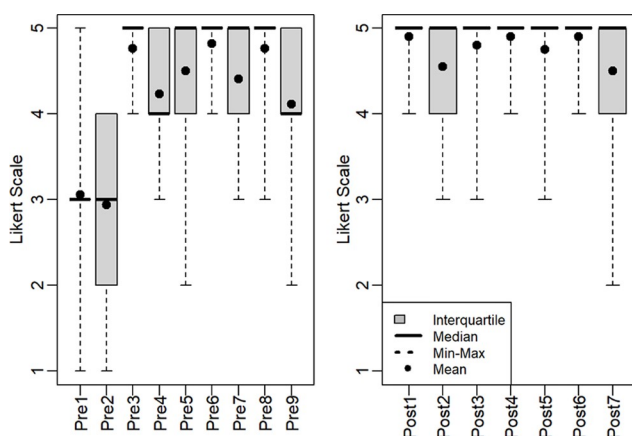 Likert Scale
5
4
3
2
1
Pre1
Pre2
Pre3
Pre4
Pre5
Pre6
Pre7
Pre8
Pre9
Likert Scale
5
4
3
2
1
Interquartile
Median
Min-Max
Mean
Post1
Post2
Post3
Post4
Post5
Post6
Post7